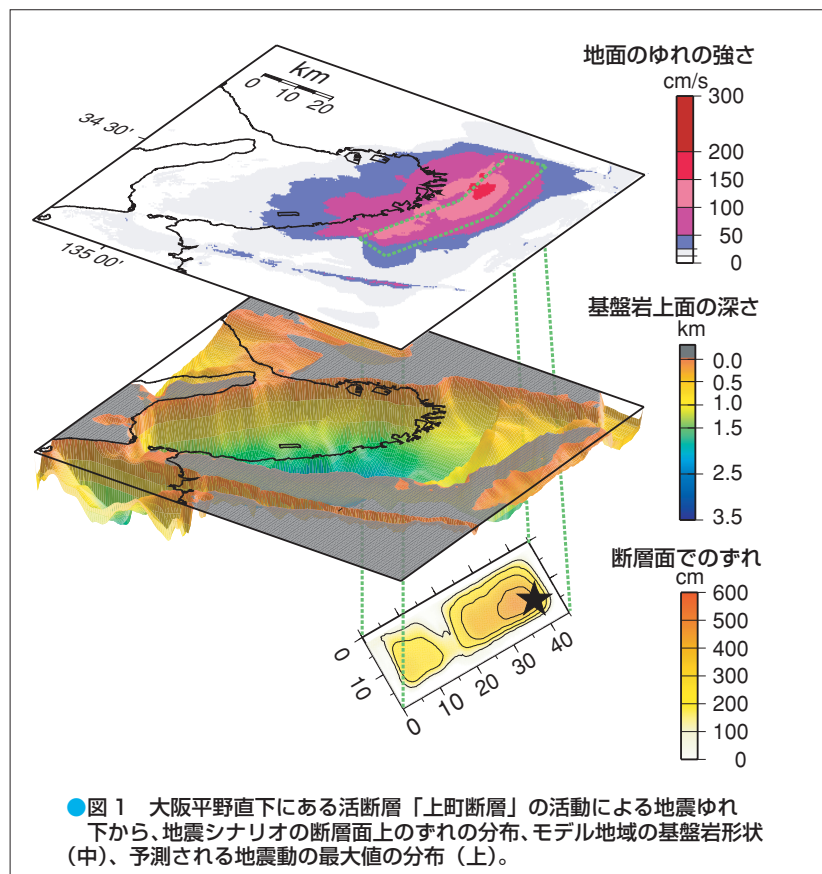 地面のゆれの強さ
cm/s
300
200
150
100
50
25
0
km
0 10 20
34 30'
135 00'
基盤岩上面の深さ
km
0.0
0.5
1.0
1.5
2.5
3.5
断層面でのずれ
cm
600
500
400
300
200
100
0
0
10
0 10 20 30 40
●図1 大阪平野直下にある活断層「上町断層」の活動による地震ゆれ
下から、地震シナリオの断層面上のずれの分布、モデル地域の基盤岩形状
(中)、予測される地震動の最大値の分布(上)。